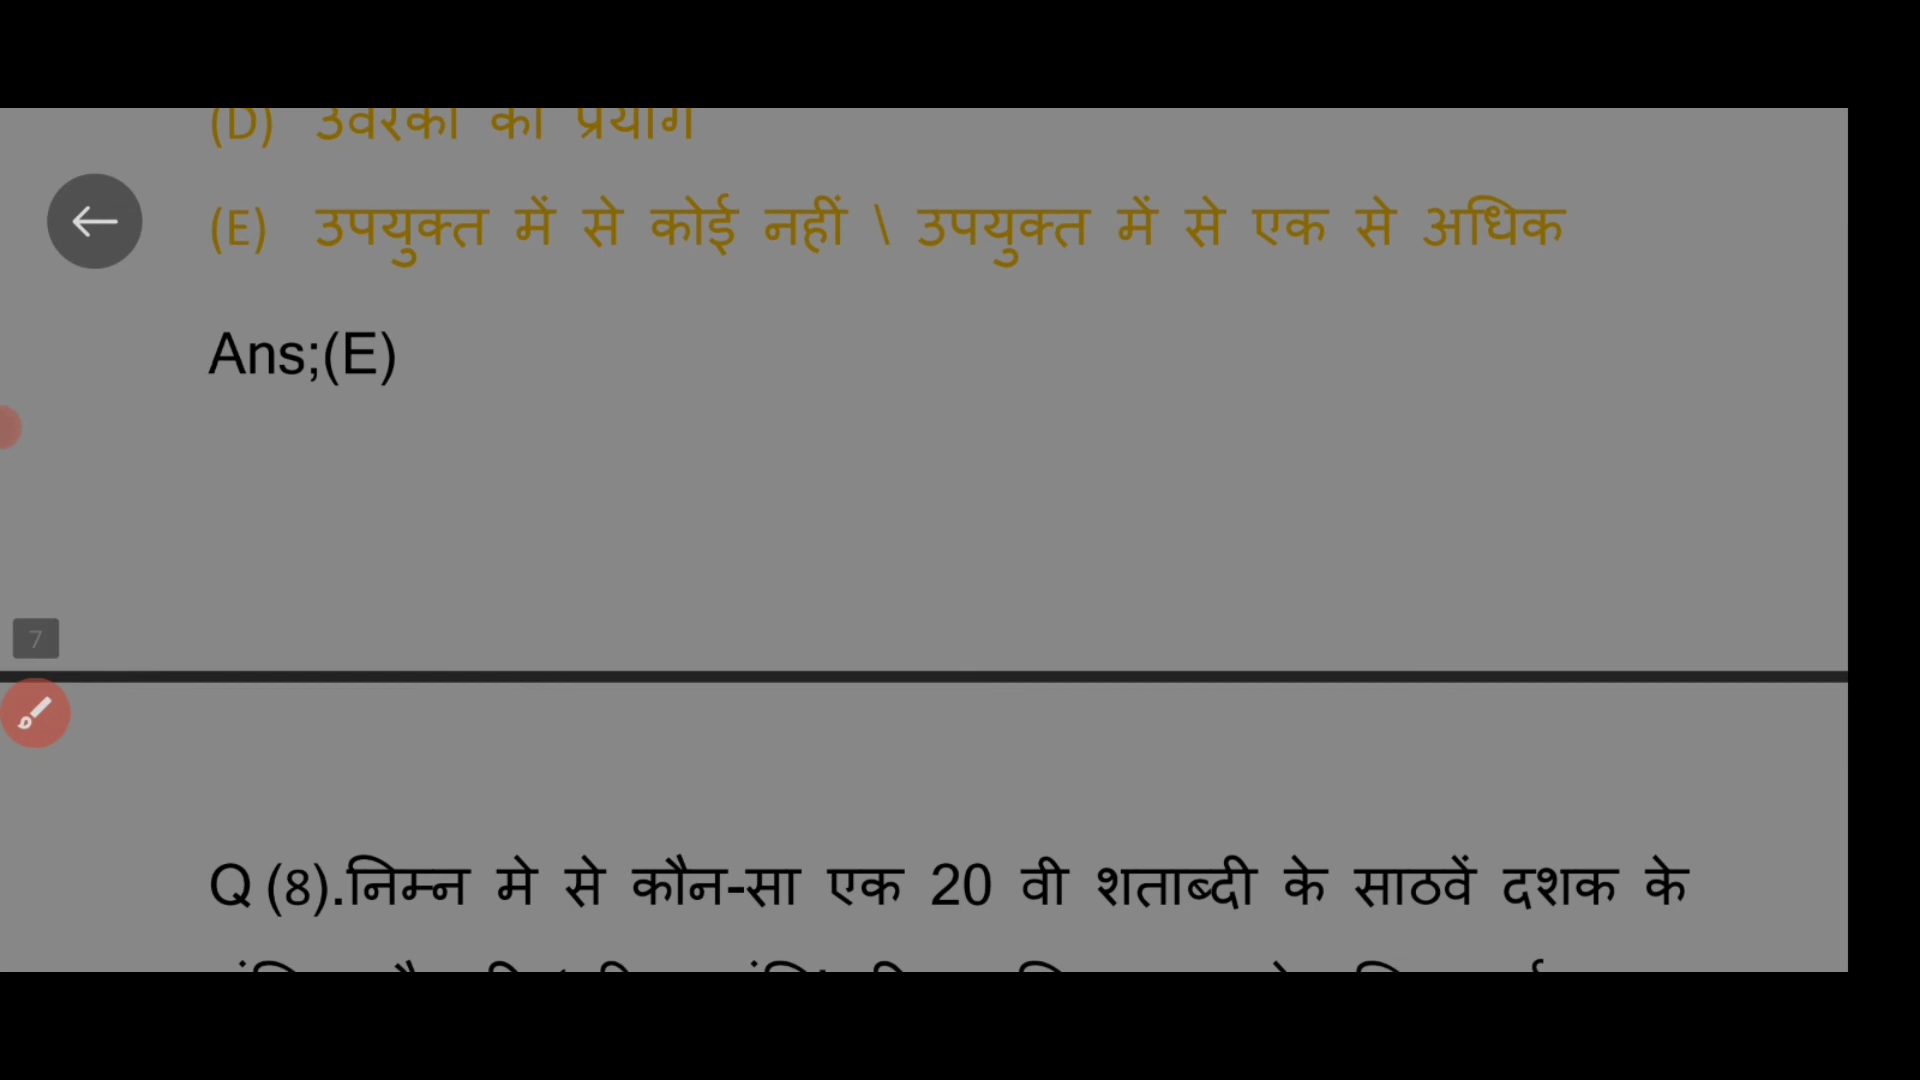 (D) उर्वरकों का प्रयोग
(E) उपयुक्त में से कोई नहीं \ उपयुक्त में से एक से अधिक
Ans;(E)
7
Q (8).निम्न मे से कौन-सा एक 20 वी शताब्दी के साठवें दशक के